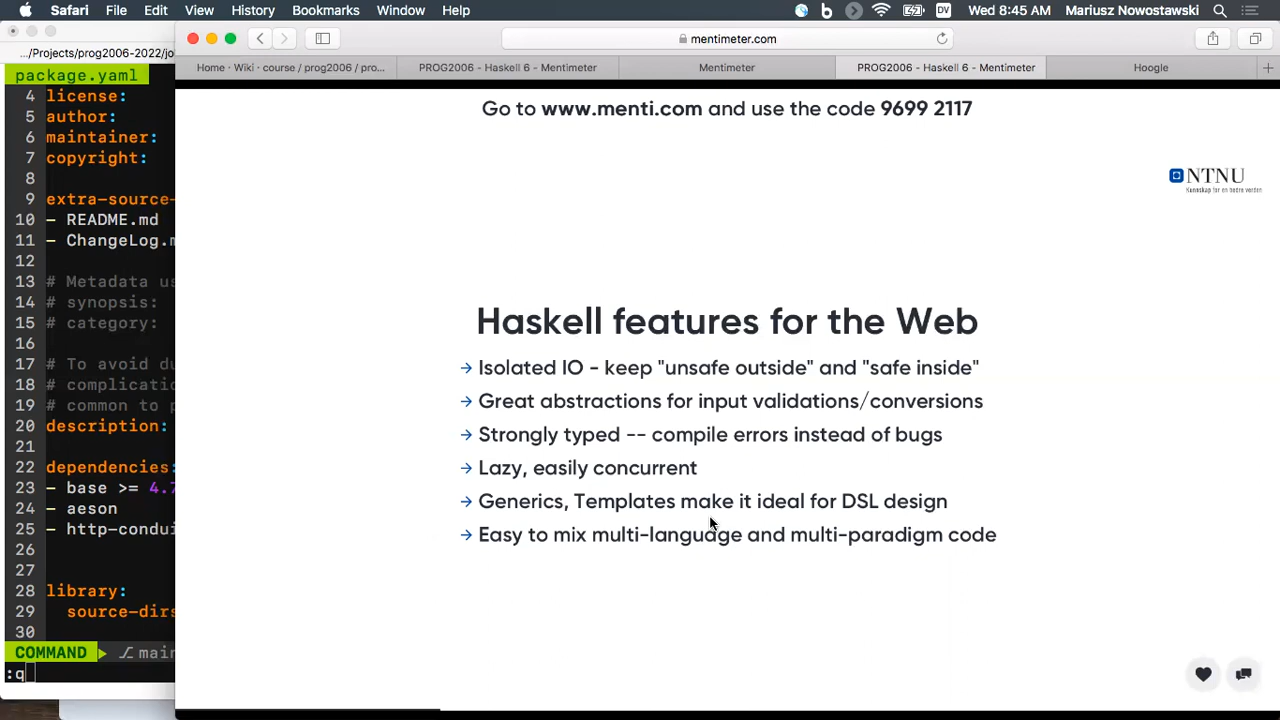 Safari File Edit View History Bookmarks Window Help DV Wed 8:45 AM Mariusz Nowostawski
.../Projects/prog2006-2022/jo
mentimeter.com
Home · Wiki · course / prog2006 / pro... PROG2006 - Haskell 6 - Mentimeter Mentimeter PROG2006 - Haskell 6 - Mentimeter Hoogle
package.yaml
4 license:
5 author:
6 maintainer:
7 copyright:
8
9 extra-source-
10 - README.md
11 - ChangeLog.m
12
13 # Metadata us
14 # synopsis:
15 # category:
16
17 # To avoid du
18 # complicatio
19 # common to p
20 description:
21
22 dependencies:
23 - base >= 4.7
24 - aeson
25 - http-condui
26
27
28 library:
29 source-dirs
30
COMMAND main
:q
Go to www.menti.com and use the code 9699 2117
NTNU
Kunnskap for en bedre verden
Haskell features for the Web
→ Isolated IO - keep "unsafe outside" and "safe inside"
→ Great abstractions for input validations/conversions
→ Strongly typed -- compile errors instead of bugs
→ Lazy, easily concurrent
→ Generics, Templates make it ideal for DSL design
→ Easy to mix multi-language and multi-paradigm code